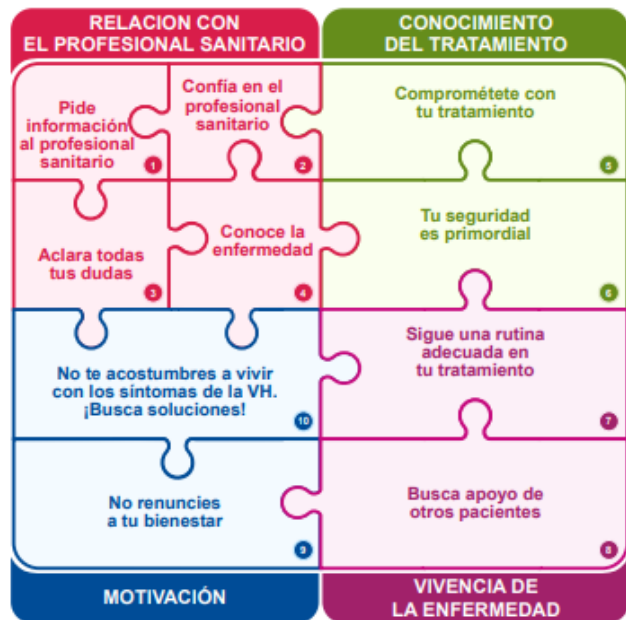 RELACION CON
EL PROFESIONAL SANITARIO
CONOCIMIENTO
DEL TRATAMIENTO
Pide
información
al profesional
sanitario
1
Confía en el
profesional
sanitario
2
Comprométete con
tu tratamiento
5
Aclara todas
tus dudas
3
Conoce la
enfermedad
4
Tu seguridad
es primordial
6
No te acostumbres a vivir
con los síntomas de la VH.
¡Busca soluciones!
10
Sigue una rutina
adecuada en
tu tratamiento
7
No renuncies
a tu bienestar
9
Busca apoyo de
otros pacientes
8
MOTIVACIÓN
VIVENCIA DE
LA ENFERMEDAD